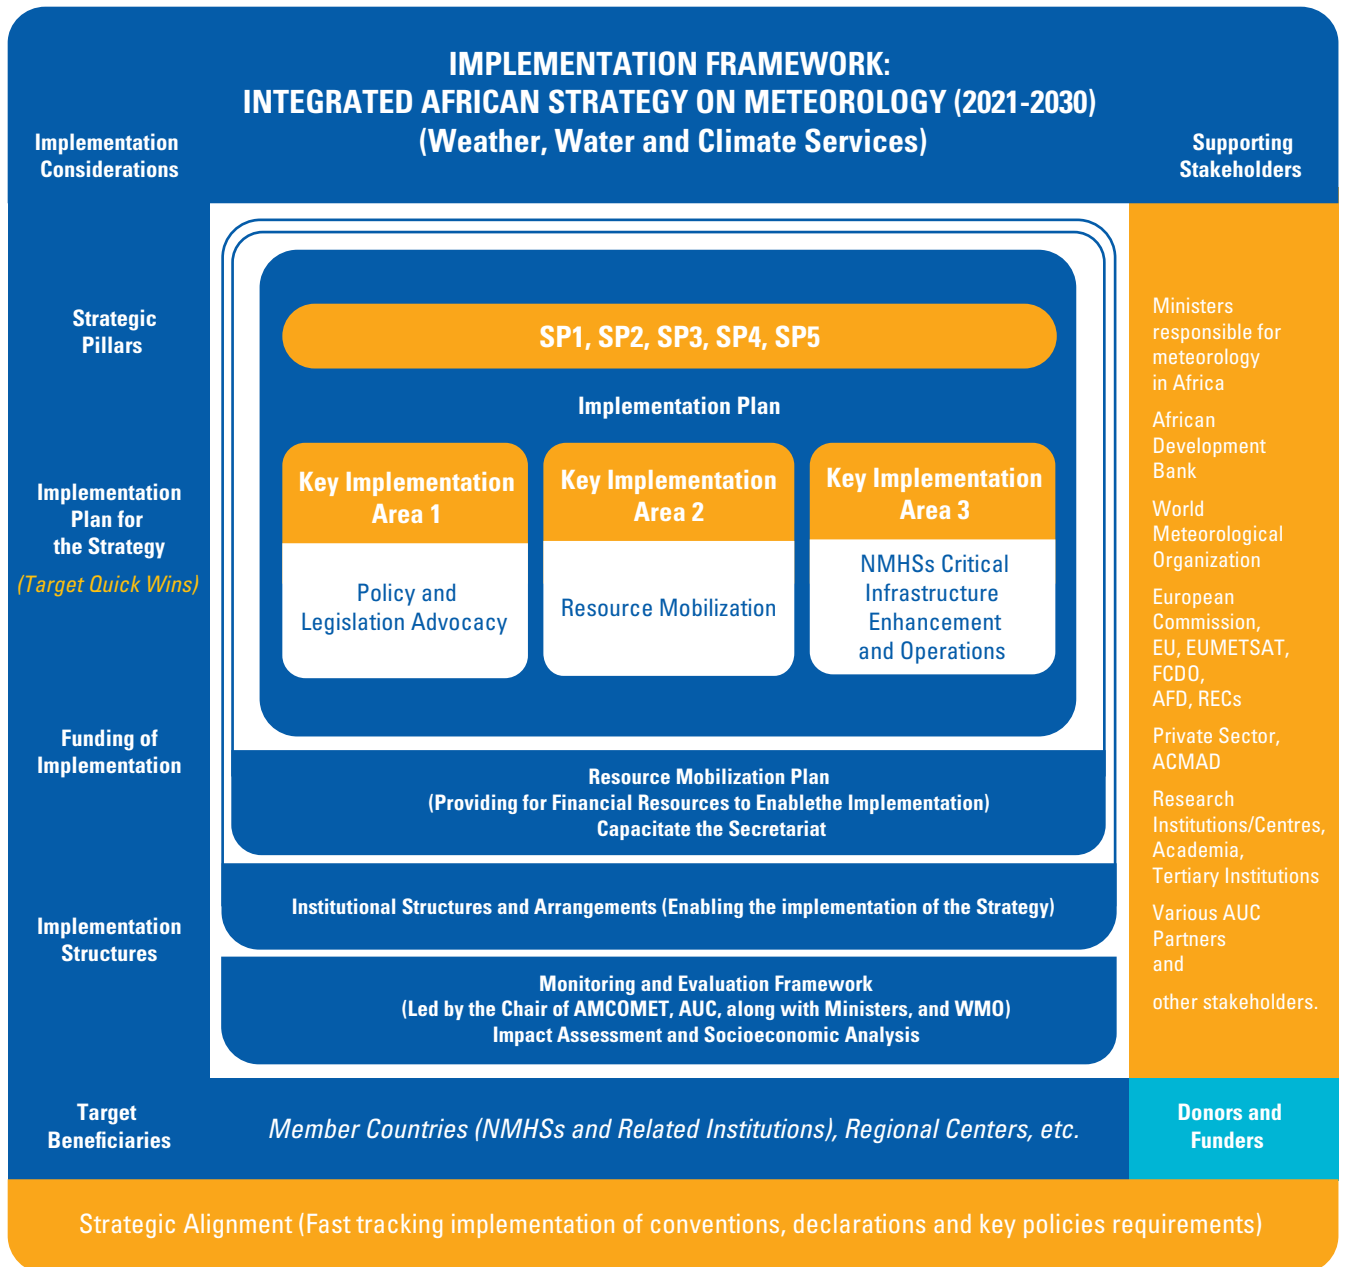 IMPLEMENTATION FRAMEWORK:
INTEGRATED AFRICAN STRATEGY ON METEOROLOGY (2021-2030)
(Weather, Water and Climate Services)
Implementation
Considerations
Supporting
Stakeholders
Strategic
Pillars
SP1, SP2, SP3, SP4, SP5
Implementation Plan
Implementation
Plan for
the Strategy
(Target Quick Wins)
Key Implementation
Area 1
Policy and
Legislation Advocacy
Key Implementation
Area 2
Resource Mobilization
Key Implementation
Area 3
NMHSs Critical
Infrastructure
Enhancement
and Operations
Funding of
Implementation
Resource Mobilization Plan
(Providing for Financial Resources to Enablethe Implementation)
Capacitate the Secretariat
Implementation
Structures
Institutional Structures and Arrangements (Enabling the implementation of the Strategy)
Monitoring and Evaluation Framework
(Led by the Chair of AMCOMET, AUC, along with Ministers, and WMO)
Impact Assessment and Socioeconomic Analysis
Ministers
responsible for
meteorology
in Africa
African
Development
Bank
World
Meteorological
Organization
European
Commission,
EU, EUMETSAT,
FCDO,
AFD, RECs
Private Sector,
ACMAD
Research
Institutions/Centres,
Academia,
Tertiary Institutions
Various AUC
Partners
and
other stakeholders.
Target
Beneficiaries
Member Countries (NMHSs and Related Institutions), Regional Centers, etc.
Donors and
Funders
Strategic Alignment (Fast tracking implementation of conventions, declarations and key policies requirements)